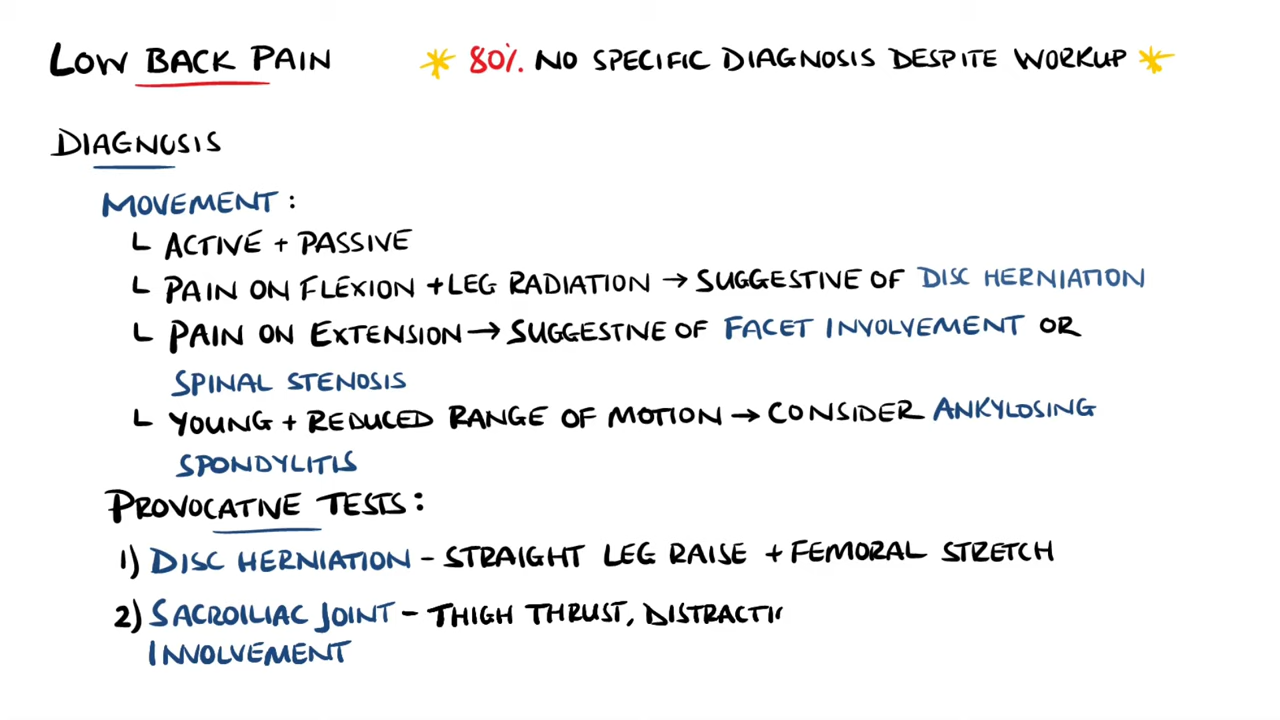 LOW BACK PAIN * 80% NO SPECIFIC DIAGNOSIS DESPITE WORKUP *
DIAGNOSIS
MOVEMENT:
└ ACTIVE + PASSIVE
└ PAIN ON FLEXION + LEG RADIATION → SUGGESTIVE OF DISC HERNIATION
└ PAIN ON EXTENSION → SUGGESTIVE OF FACET INVOLVEMENT OR
SPINAL STENOSIS
└ YOUNG + REDUCED RANGE OF MOTION → CONSIDER ANKYLOSING
SPONDYLITIS
PROVOCATIVE TESTS:
1) DISC HERNIATION - STRAIGHT LEG RAISE + FEMORAL STRETCH
2) SACROILIAC JOINT - THIGH THRUST, DISTRACTI
INVOLVEMENT